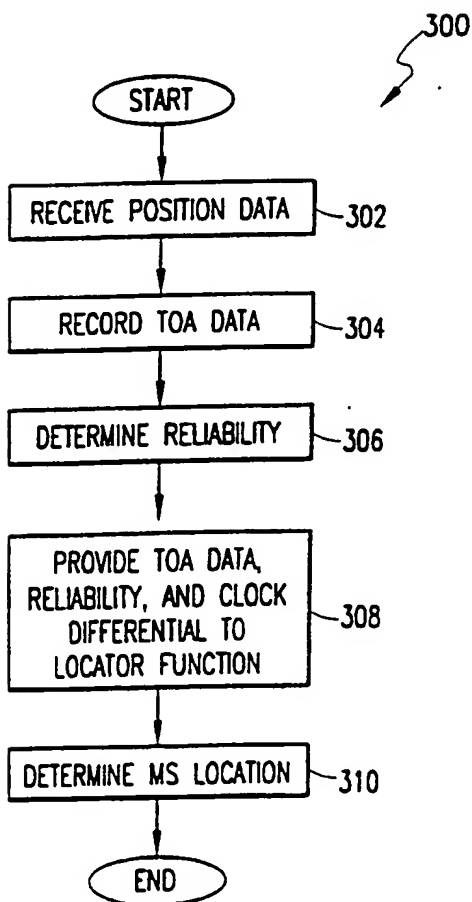 300
START
RECEIVE POSITION DATA
302
RECORD TOA DATA
304
DETERMINE RELIABILITY
306
PROVIDE TOA DATA,
RELIABILITY, AND CLOCK
DIFFERENTIAL TO
LOCATOR FUNCTION
308
DETERMINE MS LOCATION
310
END